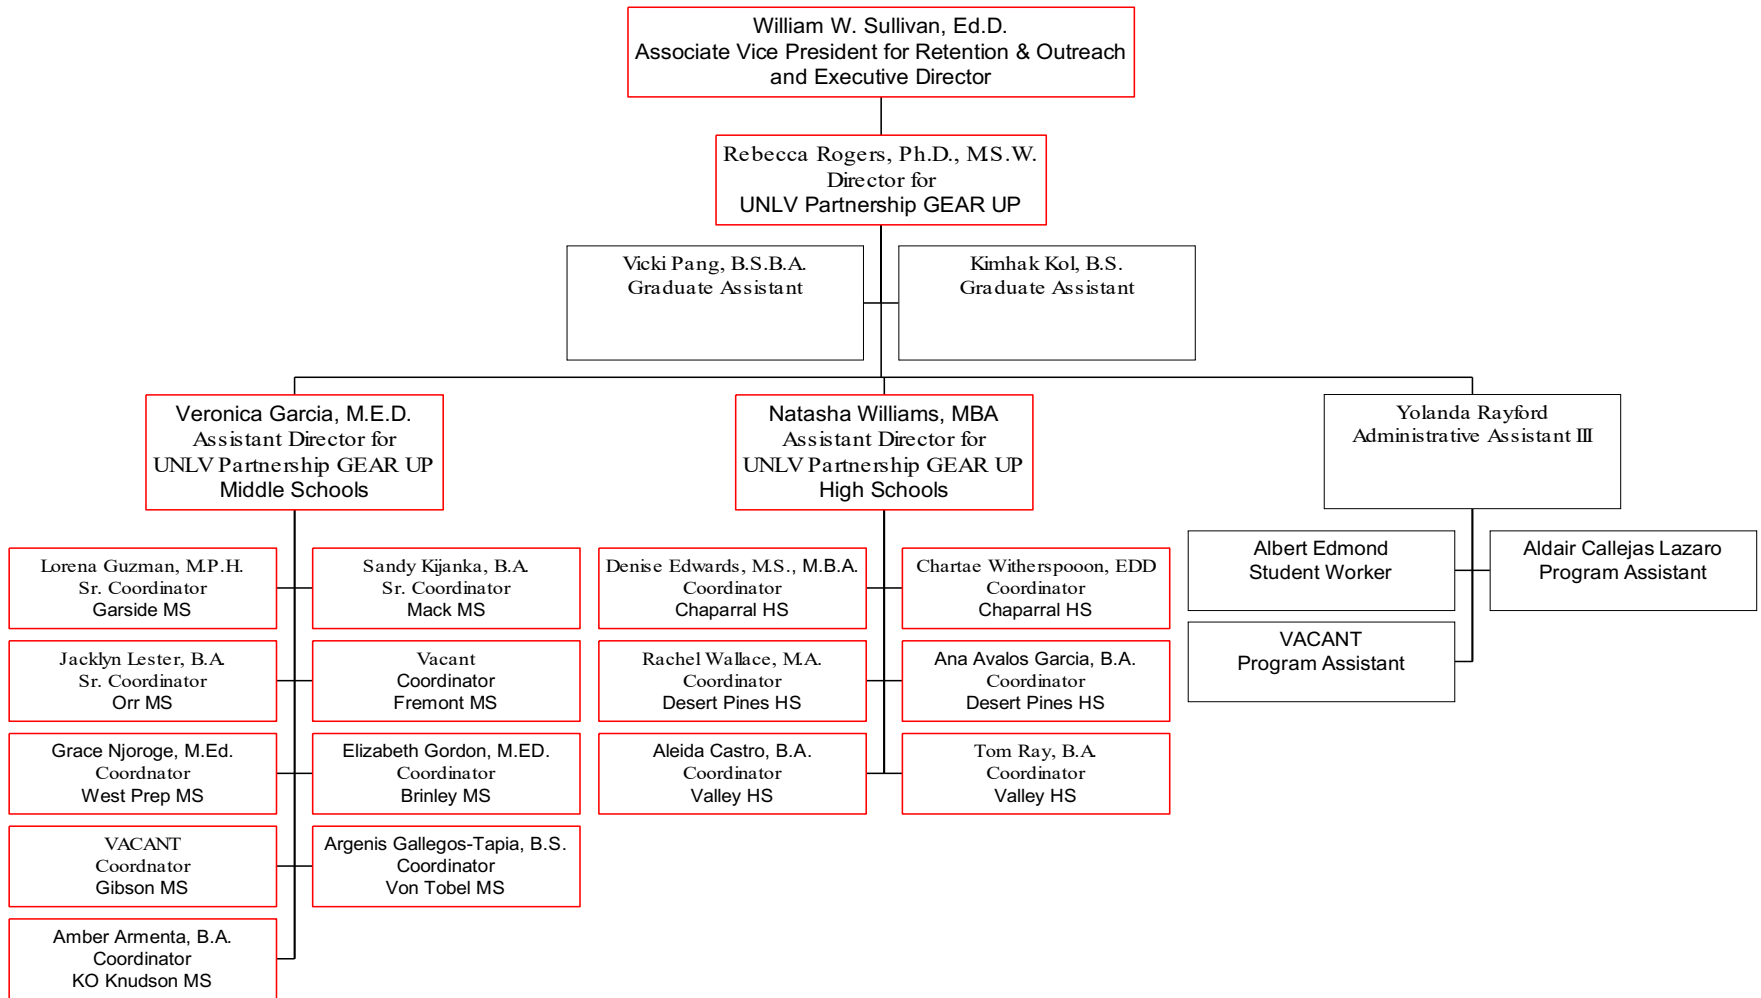 William W. Sullivan, Ed.D.
Associate Vice President for Retention & Outreach
and Executive Director
Rebecca Rogers, Ph.D., M.S.W.
Director for
UNLV Partnership GEAR UP
Vicki Pang, B.S.B.A.
Graduate Assistant
Kimhak Kol, B.S.
Graduate Assistant
Veronica Garcia, M.E.D.
Assistant Director for
UNLV Partnership GEAR UP
Middle Schools
Natasha Williams, MBA
Assistant Director for
UNLV Partnership GEAR UP
High Schools
Yolanda Rayford
Administrative Assistant III
Lorena Guzman, M.P.H.
Sr. Coordinator
Garside MS
Sandy Kijanka, B.A.
Sr. Coordinator
Mack MS
Jacklyn Lester, B.A.
Sr. Coordinator
Orr MS
Vacant
Coordinator
Fremont MS
Grace Njoroge, M.Ed.
Coordnator
West Prep MS
Elizabeth Gordon, M.ED.
Coordinator
Brinley MS
VACANT
Coordnator
Gibson MS
Argenis Gallegos-Tapia, B.S.
Coordinator
Von Tobel MS
Amber Armenta, B.A.
Coordinator
KO Knudson MS
Denise Edwards, M.S., M.B.A.
Coordinator
Chaparral HS
Chartae Witherspooon, EDD
Coordinator
Chaparral HS
Rachel Wallace, M.A.
Coordinator
Desert Pines HS
Ana Avalos Garcia, B.A.
Coordinator
Desert Pines HS
Aleida Castro, B.A.
Coordinator
Valley HS
Tom Ray, B.A.
Coordinator
Valley HS
Albert Edmond
Student Worker
Aldair Callejas Lazaro
Program Assistant
VACANT
Program Assistant